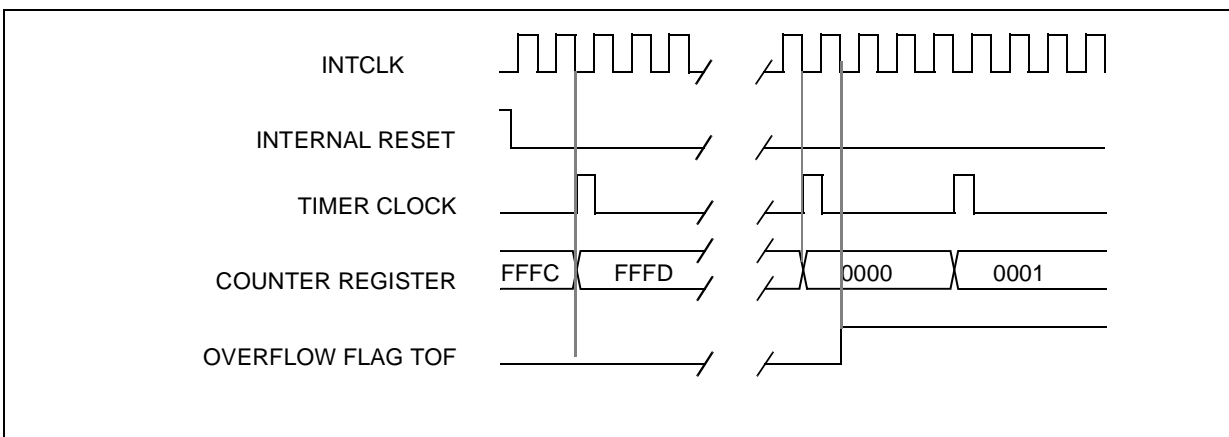 INTCLK
INTERNAL RESET
TIMER CLOCK
COUNTER REGISTER
FFFC
FFFD
0000
0001
OVERFLOW FLAG TOF